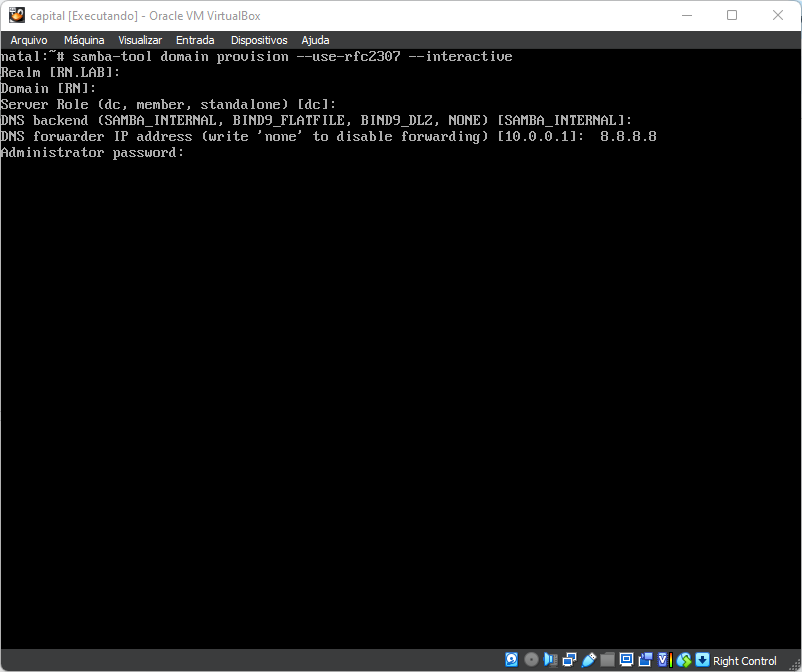 capital [Executando] - Oracle VM VirtualBox
Arquivo Máquina Visualizar Entrada Dispositivos Ajuda
natal:~# samba-tool domain provision --use-rfc2307 --interactive
Realm [RN.LAB]:
Domain [RN]:
Server Role (dc, member, standalone) [dc]:
DNS backend (SAMBA_INTERNAL, BIND9_FLATFILE, BIND9_DLZ, NONE) [SAMBA_INTERNAL]:
DNS forwarder IP address (write 'none' to disable forwarding) [10.0.0.1]:  8.8.8.8
Administrator password:
Right Control